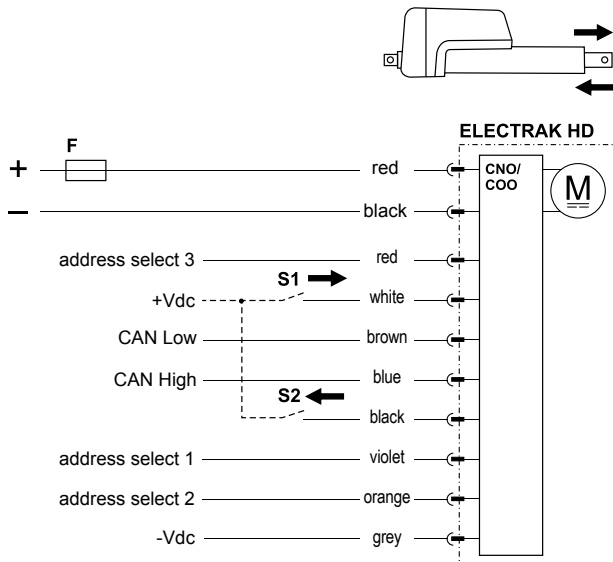 ELECTRAK HD
F
+ red CNO/
COO
M
− black
address select 3 red
S1
+Vdc white
CAN Low brown
CAN High blue
S2
black
address select 1 violet
address select 2 orange
-Vdc grey